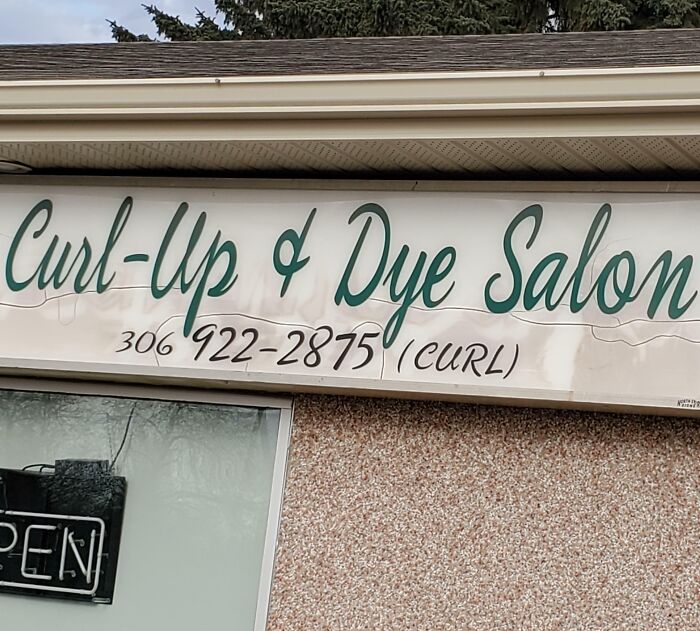 Curl-Up & Dye Salon
306 922-2875 (CURL)
PEN